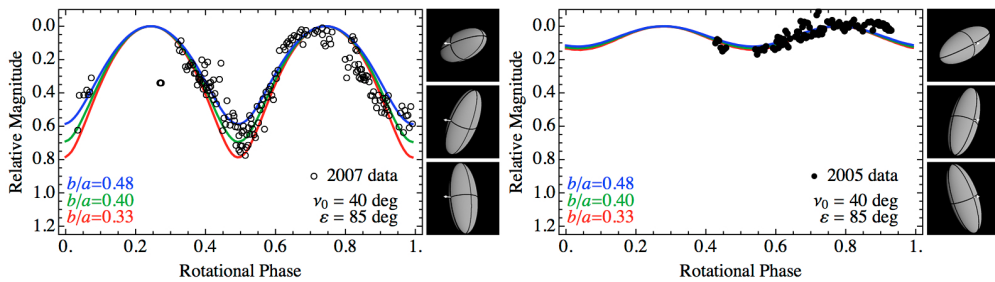 0.0
0.2
0.4
0.6
0.8
1.0
1.2
Relative Magnitude
b/a=0.48
b/a=0.40
b/a=0.33
2007 data
ν₀ = 40 deg
ε = 85 deg
0.0 0.2 0.4 0.6 0.8 1.
Rotational Phase
0.0
0.2
0.4
0.6
0.8
1.0
1.2
Relative Magnitude
b/a=0.48
b/a=0.40
b/a=0.33
2005 data
ν₀ = 40 deg
ε = 85 deg
0.0 0.2 0.4 0.6 0.8 1.
Rotational Phase